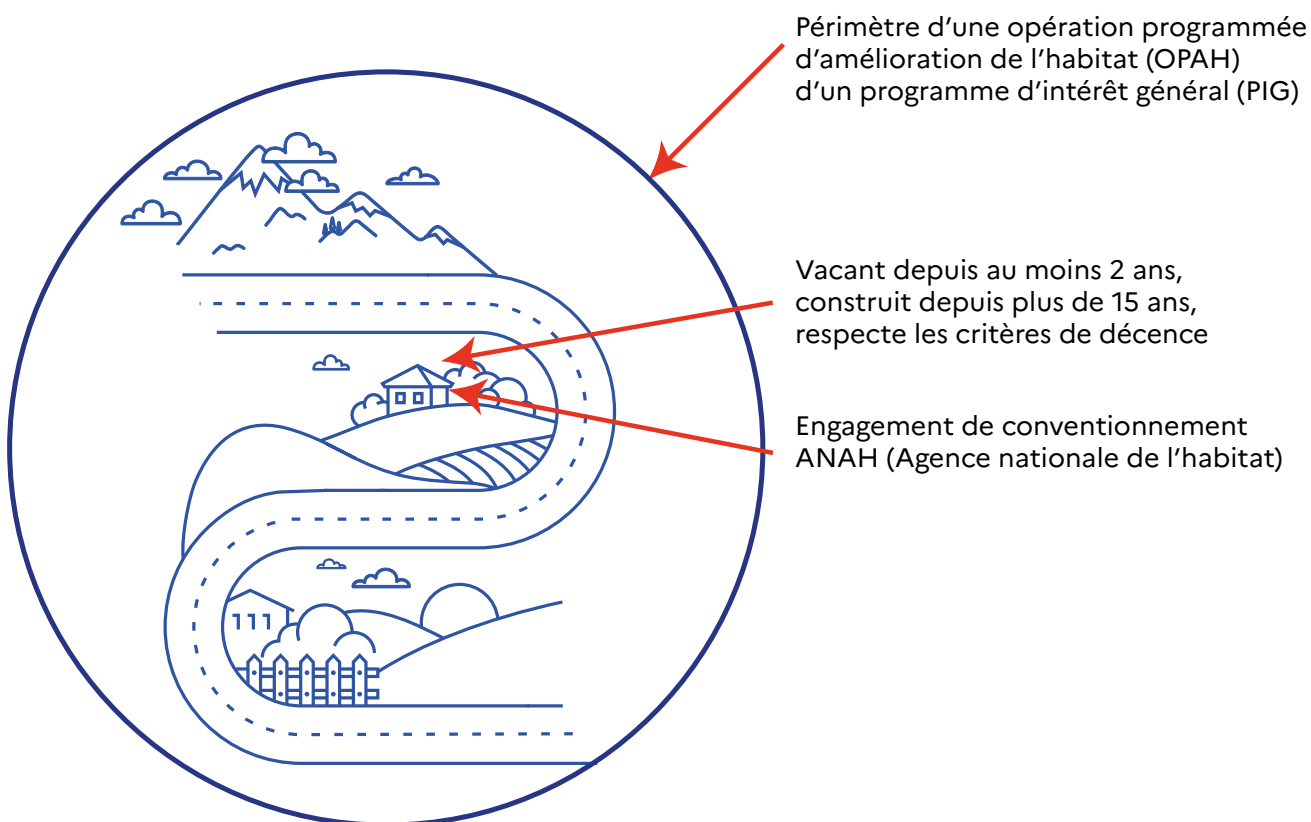 Périmètre d’une opération programmée
d’amélioration de l’habitat (OPAH)
d’un programme d’intérêt général (PIG)
Vacant depuis au moins 2 ans,
construit depuis plus de 15 ans,
respecte les critères de décence
Engagement de conventionnement
ANAH (Agence nationale de l’habitat)